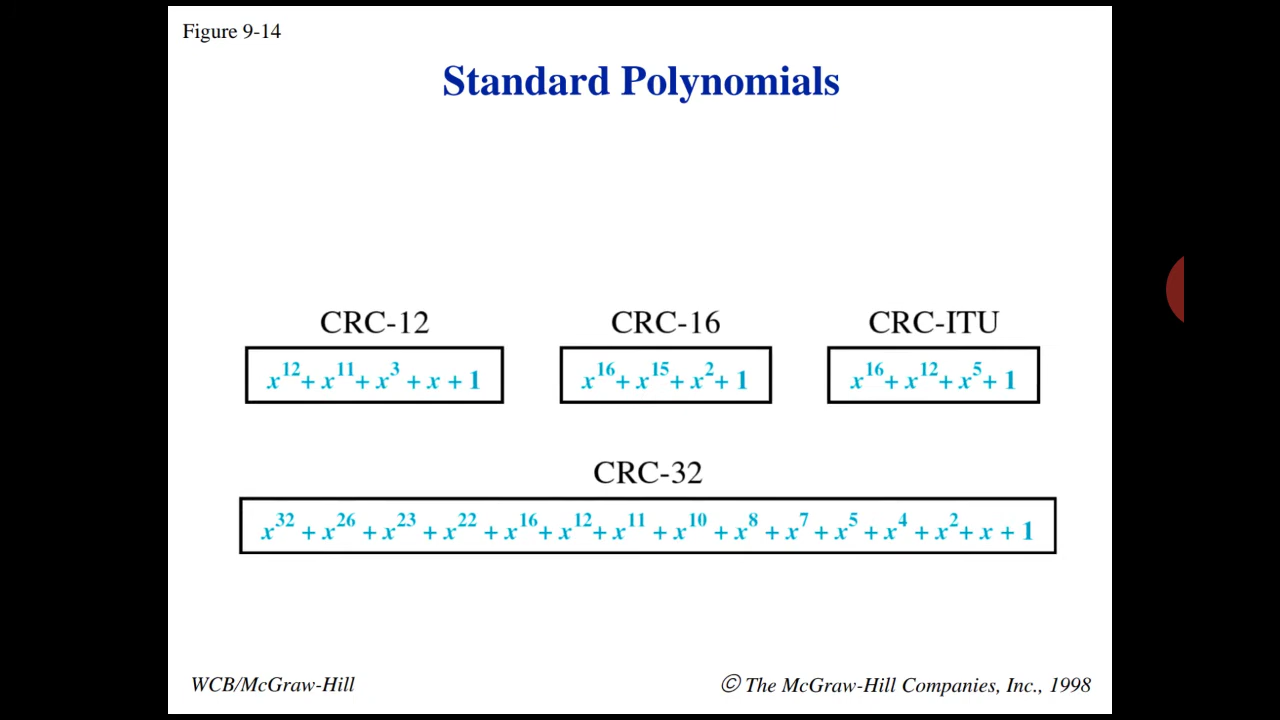 Figure 9-14
Standard Polynomials
CRC-12 CRC-16 CRC-ITU
x¹²+ x¹¹+ x³ + x + 1 x¹⁶+ x¹⁵+ x²+ 1 x¹⁶+ x¹²+ x⁵+ 1
CRC-32
x³² + x²⁶ + x²³ + x²² + x¹⁶+ x¹²+ x¹¹ + x¹⁰ + x⁸ + x⁷ + x⁵ + x⁴ + x²+ x + 1
WCB/McGraw-Hill © The McGraw-Hill Companies, Inc., 1998